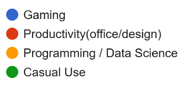 Gaming
Productivity(office/design)
Programming / Data Science
Casual Use